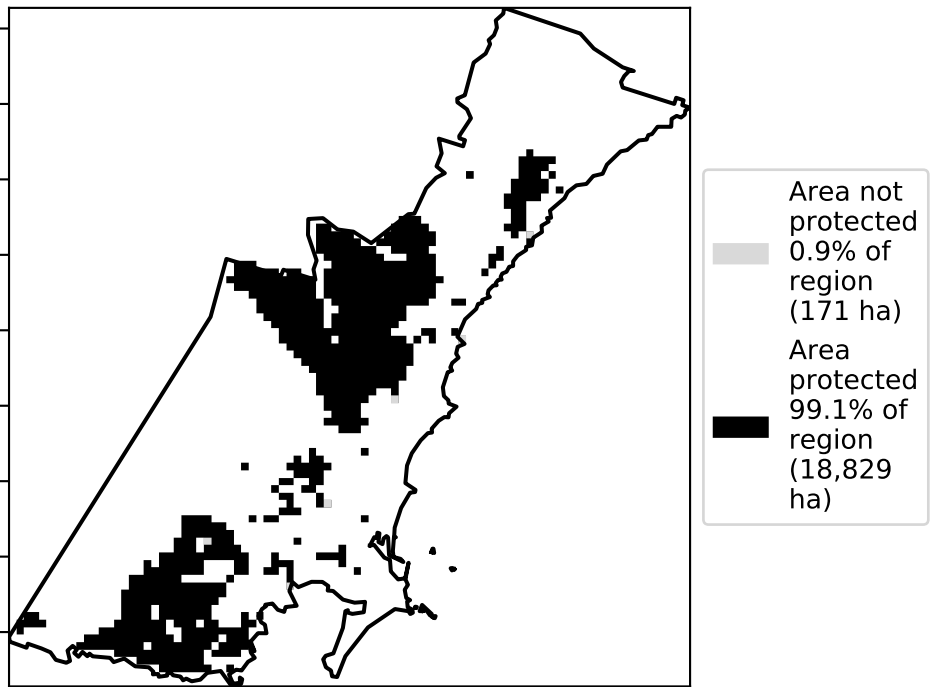 Area not
protected
0.9% of
region
(171 ha)
Area
protected
99.1% of
region
(18,829
ha)